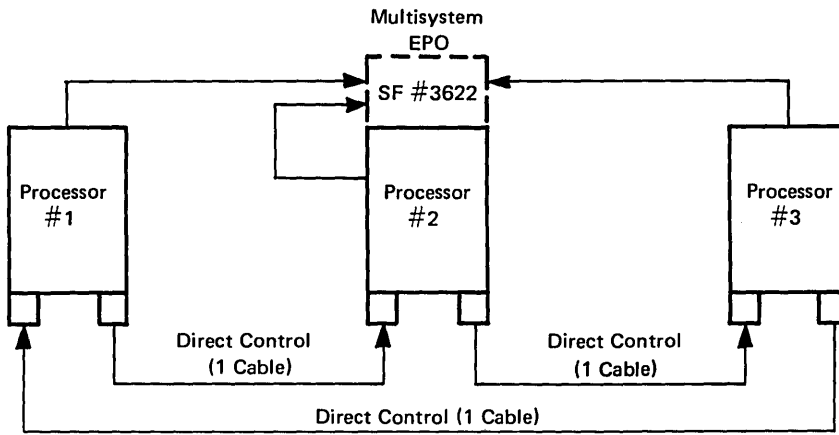 Multisystem
EPO
SF #3622
Processor
#1
Processor
#2
Processor
#3
Direct Control
(1 Cable)
Direct Control
(1 Cable)
Direct Control (1 Cable)